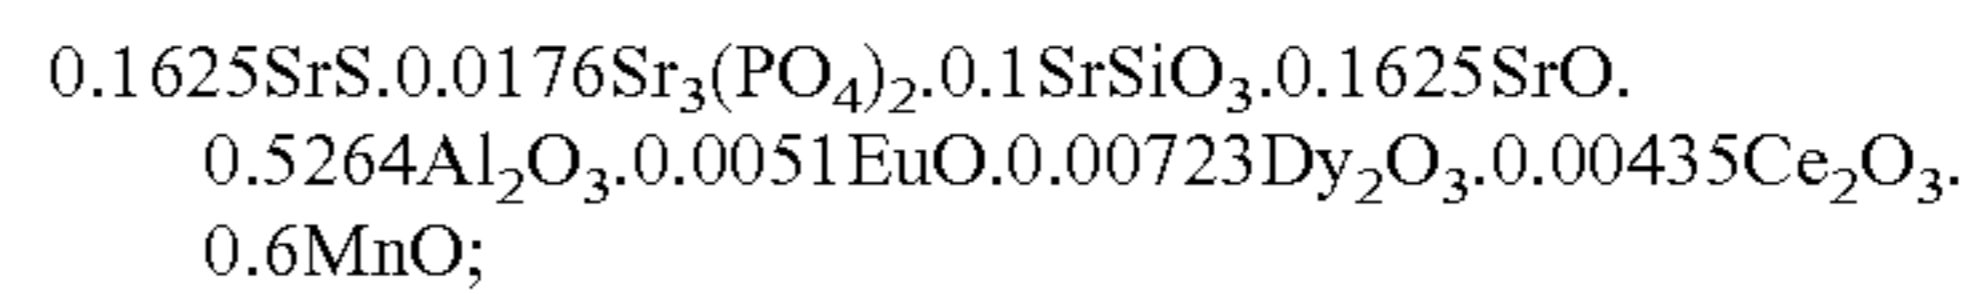 0.1625SrS.0.0176Sr₃(PO₄)₂.0.1SrSiO₃.0.1625SrO.
0.5264Al₂O₃.0.0051EuO.0.00723Dy₂O₃.0.00435Ce₂O₃.
0.6MnO;